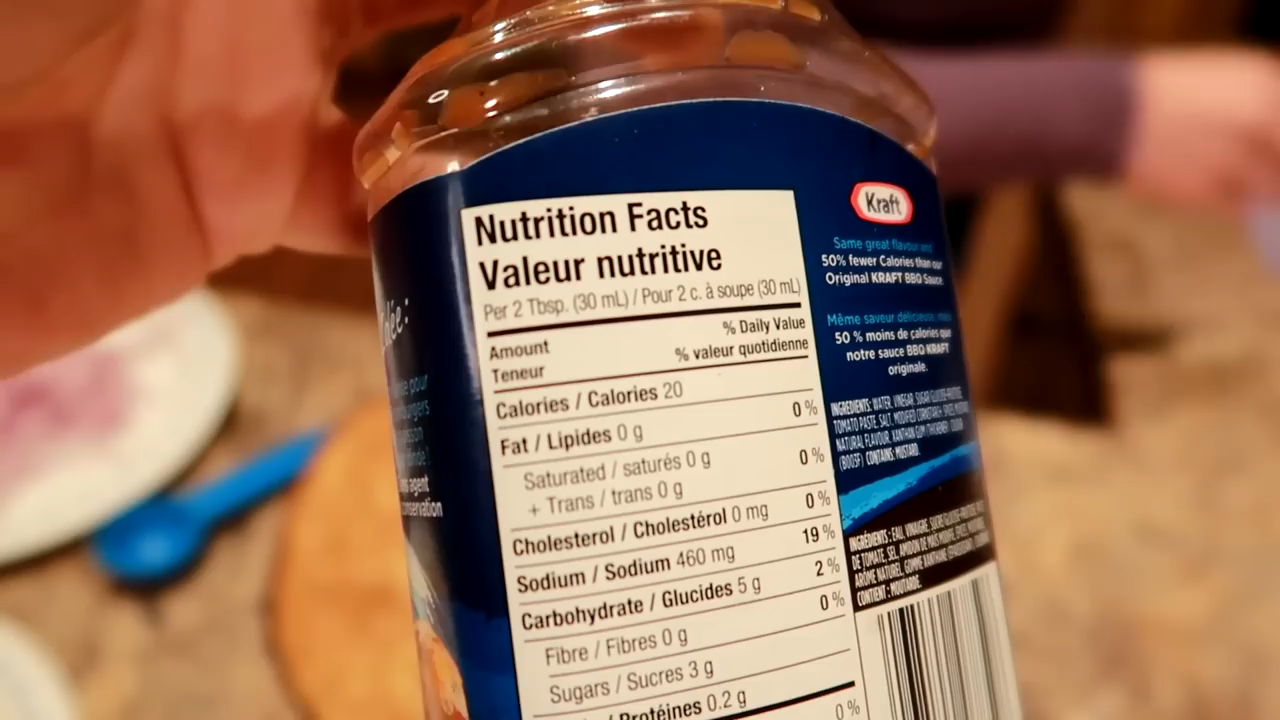 Nutrition Facts
Valeur nutritive
Per 2 Tbsp. (30 mL) / Pour 2 c. à soupe (30 mL)
Amount % Daily Value
Teneur % valeur quotidienne
Calories / Calories 20
Fat / Lipides 0 g 0 %
Saturated / saturés 0 g
+ Trans / trans 0 g 0 %
Cholesterol / Cholestérol 0 mg 0 %
Sodium / Sodium 460 mg 19 %
Carbohydrate / Glucides 5 g 2 %
Fibre / Fibres 0 g 0 %
Sugars / Sucres 3 g
/ Protéines 0.2 g
0 %
Kraft
Same great flavour and
50% fewer Calories than our
Original KRAFT BBQ Sauce.
Même saveur délicieuse, mais
50 % moins de calories que
notre sauce BBQ KRAFT
originale.
INGREDIENTS: WATER, VINEGAR, SUGAR (GLUCOSE-FRUCTOSE,
TOMATO PASTE, SALT, MODIFIED CORNSTARCH, SPICES,
NATURAL FLAVOUR, XANTHAN GUM (THICKENER),
CONTAINS: MUSTARD.
INGRÉDIENTS : EAU, VINAIGRE,
DE TOMATE, SEL, AMIDON DE MAÏS MODIFIÉ, ÉPICES,
ARÔME NATUREL, GOMME XANTHANE
CONTIENT : MOUTARDE.
pour
agent